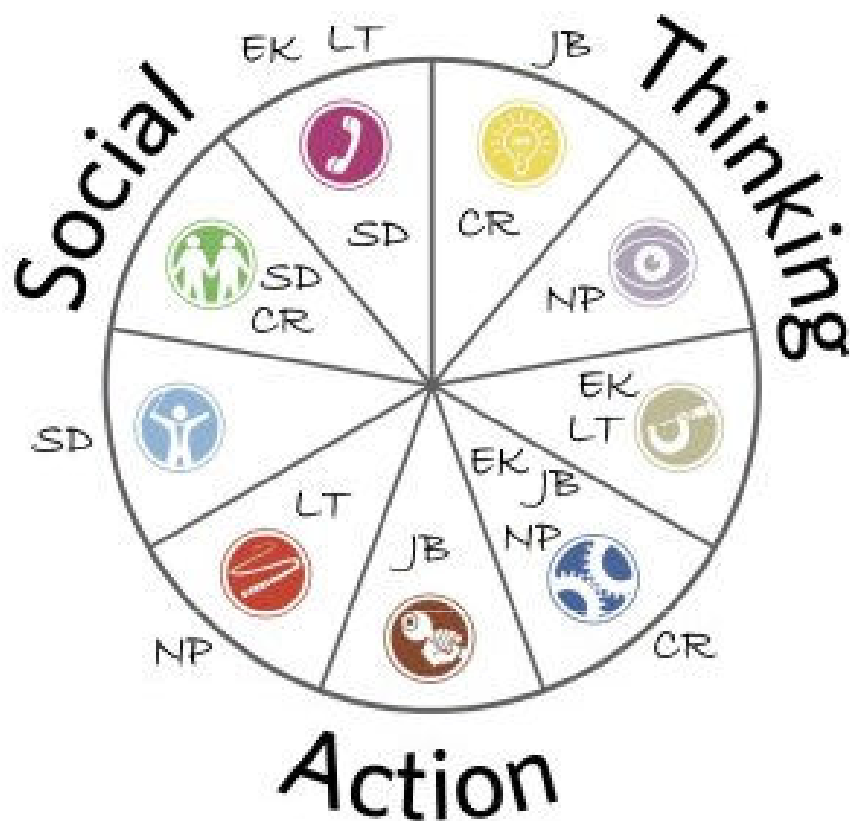 EK LT
JB
Social
Thinking
SD
CR
SD
CR
NP
SD
EK
LT
EK
JB
LT
JB
NP
NP
CR
Action